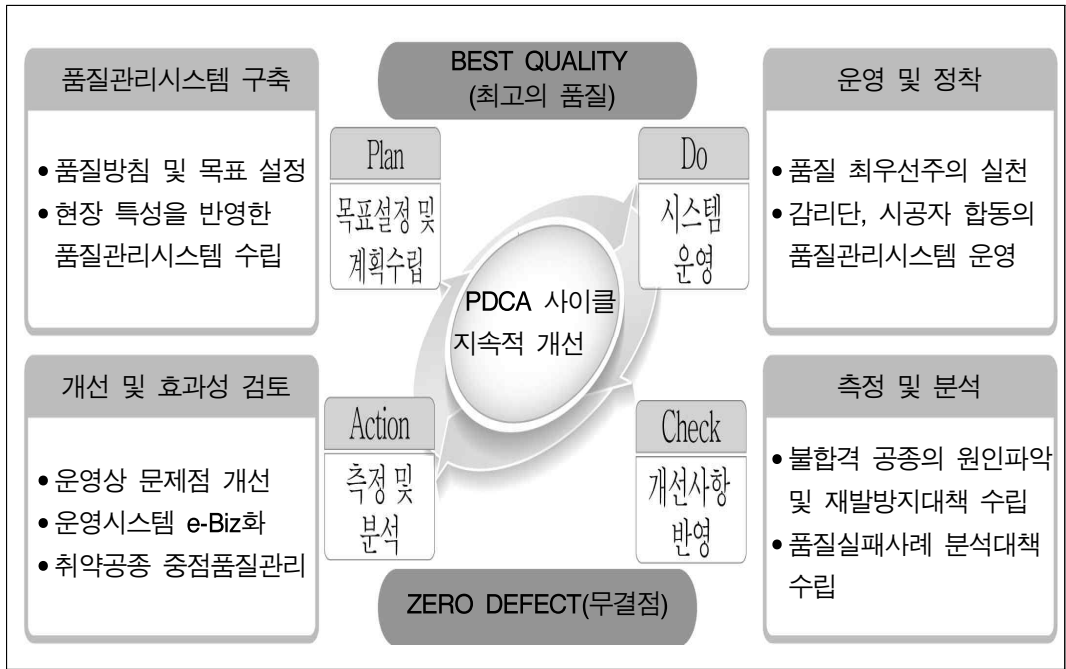 품질관리시스템 구축
• 품질방침 및 목표 설정
• 현장 특성을 반영한
품질관리시스템 수립
BEST QUALITY
(최고의 품질)
운영 및 정착
• 품질 최우선주의 실천
• 감리단, 시공자 합동의
품질관리시스템 운영
Plan
목표설정 및
계획수립
Do
시스템
운영
PDCA 사이클
지속적 개선
개선 및 효과성 검토
• 운영상 문제점 개선
• 운영시스템 e-Biz화
• 취약공종 중점품질관리
Action
측정 및
분석
Check
개선사항
반영
측정 및 분석
• 불합격 공종의 원인파악
및 재발방지대책 수립
• 품질실패사례 분석대책
수립
ZERO DEFECT(무결점)